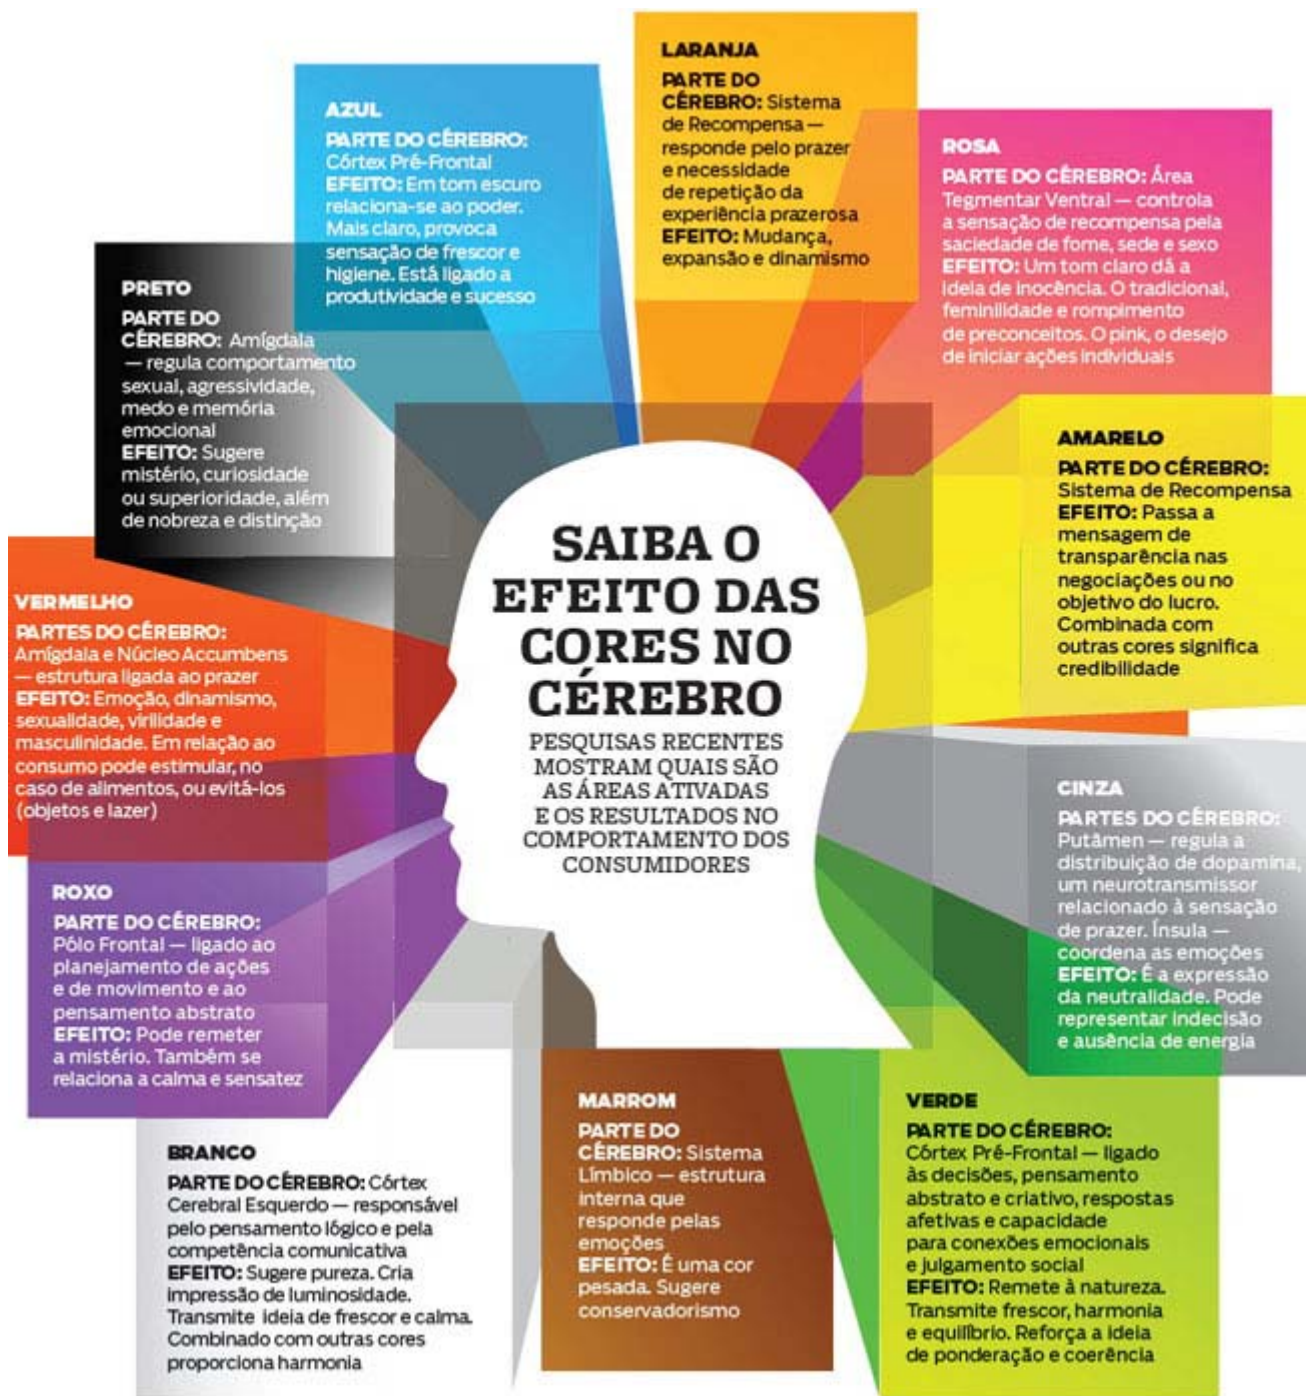 SAIBA O
EFEITO DAS
CORES NO
CÉREBRO
PESQUISAS RECENTES
MOSTRAM QUAIS SÃO
AS ÁREAS ATIVADAS
E OS RESULTADOS NO
COMPORTAMENTO DOS
CONSUMIDORES
LARANJA
PARTE DO
CÉREBRO: Sistema
de Recompensa —
responde pelo prazer
e necessidade
de repetição da
experiência prazerosa
EFEITO: Mudança,
expansão e dinamismo
ROSA
PARTE DO CÉREBRO: Área
Tegmentar Ventral — controla
a sensação de recompensa pela
saciedade de fome, sede e sexo
EFEITO: Um tom claro dá a
ideia de inocência. O tradicional,
feminilidade e rompimento
de preconceitos. O pink, o desejo
de iniciar ações individuais
AMARELO
PARTE DO CÉREBRO:
Sistema de Recompensa
EFEITO: Passa a
mensagem de
transparência nas
negociações ou no
objetivo do lucro.
Combinada com
outras cores significa
credibilidade
CINZA
PARTES DO CÉREBRO:
Putâmen — regula a
distribuição de dopamina,
um neurotransmissor
relacionado à sensação
de prazer. Ínsula —
coordena as emoções
EFEITO: É a expressão
da neutralidade. Pode
representar indecisão
e ausência de energia
VERDE
PARTE DO CÉREBRO:
Córtex Pré-Frontal — ligado
às decisões, pensamento
abstrato e criativo, respostas
afetivas e capacidade
para conexões emocionais
e julgamento social
EFEITO: Remete à natureza.
Transmite frescor, harmonia
e equilíbrio. Reforça a ideia
de ponderação e coerência
MARROM
PARTE DO
CÉREBRO: Sistema
Límbico — estrutura
interna que
responde pelas
emoções
EFEITO: É uma cor
pesada. Sugere
conservadorismo
BRANCO
PARTE DO CÉREBRO: Córtex
Cerebral Esquerdo — responsável
pelo pensamento lógico e pela
competência comunicativa
EFEITO: Sugere pureza. Cria
impressão de luminosidade.
Transmite ideia de frescor e calma.
Combinado com outras cores
proporciona harmonia
ROXO
PARTE DO CÉREBRO:
Pólo Frontal — ligado ao
planejamento de ações
e de movimento e ao
pensamento abstrato
EFEITO: Pode remeter
a mistério. Também se
relaciona a calma e sensatez
VERMELHO
PARTES DO CÉREBRO:
Amígdala e Núcleo Accumbens
— estrutura ligada ao prazer
EFEITO: Emoção, dinamismo,
sexualidade, virilidade e
masculinidade. Em relação ao
consumo pode estimular, no
caso de alimentos, ou evitá-los
(objetos e lazer)
PRETO
PARTE DO
CÉREBRO: Amígdala
— regula comportamento
sexual, agressividade,
medo e memória
emocional
EFEITO: Sugere
mistério, curiosidade
ou superioridade, além
de nobreza e distinção
AZUL
PARTE DO CÉREBRO:
Córtex Pré-Frontal
EFEITO: Em tom escuro
relaciona-se ao poder.
Mais claro, provoca
sensação de frescor e
higiene. Está ligado a
produtividade e sucesso